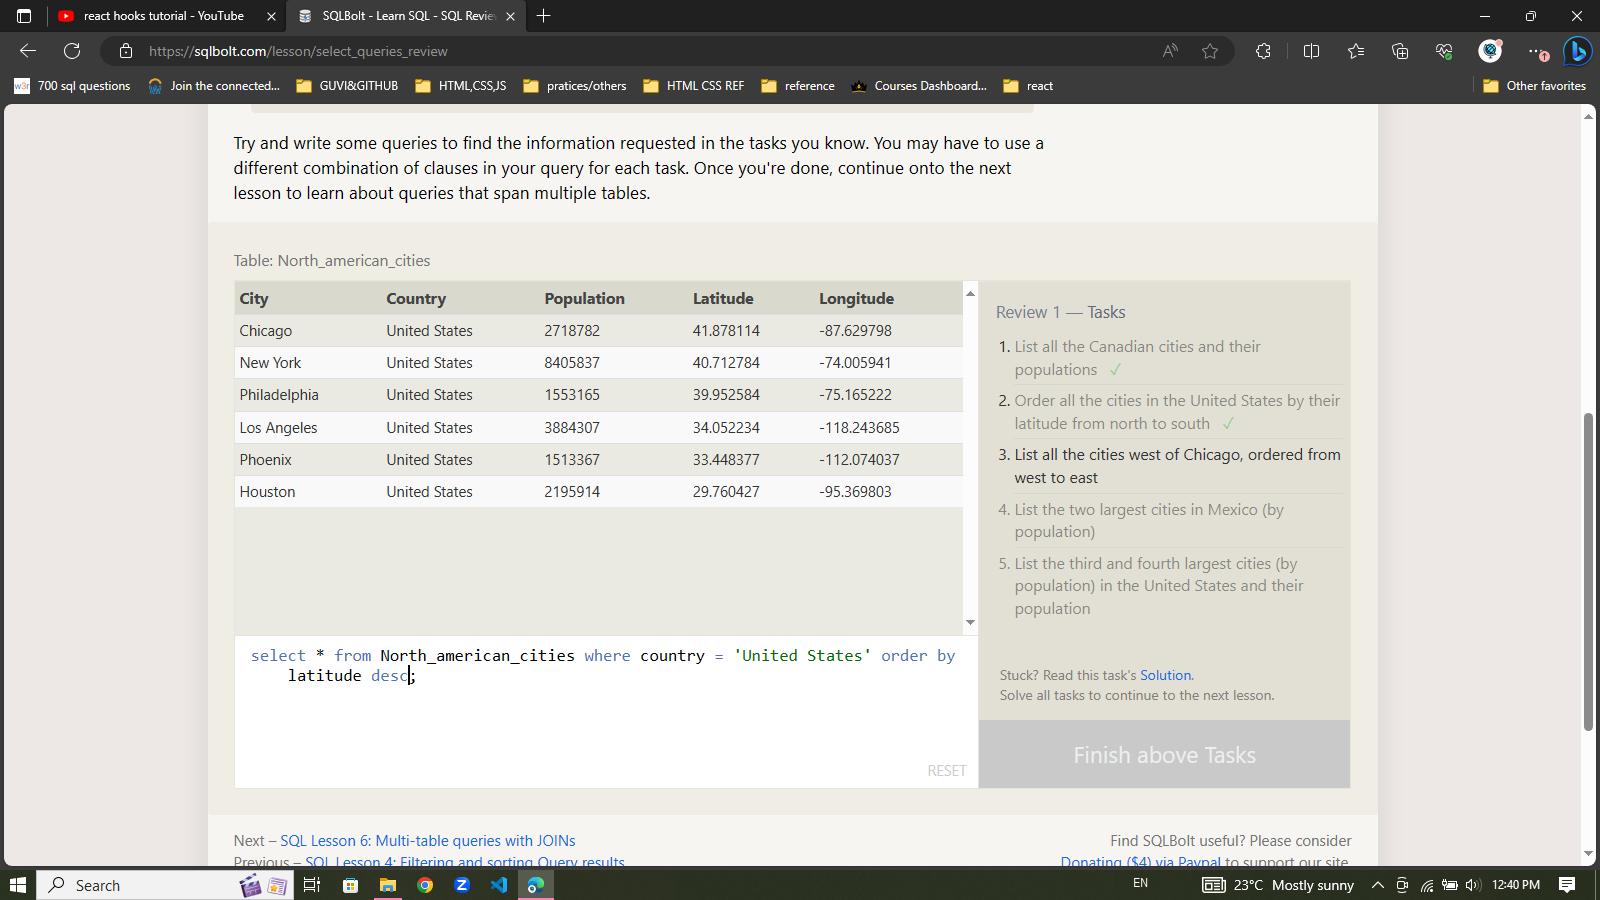 react hooks tutorial - YouTube
SQLBolt - Learn SQL - SQL Review
https://sqlbolt.com/lesson/select_queries_review
700 sql questions
Join the connected...
GUVI&GITHUB
HTML,CSS,JS
pratices/others
HTML CSS REF
reference
Courses Dashboard...
react
Other favorites
Try and write some queries to find the information requested in the tasks you know. You may have to use a
different combination of clauses in your query for each task. Once you're done, continue onto the next
lesson to learn about queries that span multiple tables.
Table: North_american_cities
City Country Population Latitude Longitude
Chicago United States 2718782 41.878114 -87.629798
New York United States 8405837 40.712784 -74.005941
Philadelphia United States 1553165 39.952584 -75.165222
Los Angeles United States 3884307 34.052234 -118.243685
Phoenix United States 1513367 33.448377 -112.074037
Houston United States 2195914 29.760427 -95.369803
select * from North_american_cities where country = 'United States' order by
latitude desc;
RESET
Review 1 — Tasks
1. List all the Canadian cities and their
populations ✓
2. Order all the cities in the United States by their
latitude from north to south ✓
3. List all the cities west of Chicago, ordered from
west to east
4. List the two largest cities in Mexico (by
population)
5. List the third and fourth largest cities (by
population) in the United States and their
population
Stuck? Read this task's Solution.
Solve all tasks to continue to the next lesson.
Finish above Tasks
Next – SQL Lesson 6: Multi-table queries with JOINs
Previous – SQL Lesson 4: Filtering and sorting Query results
Find SQLBolt useful? Please consider
Donating ($4) via Paypal to support our site.
Search
EN
23°C Mostly sunny
12:40 PM